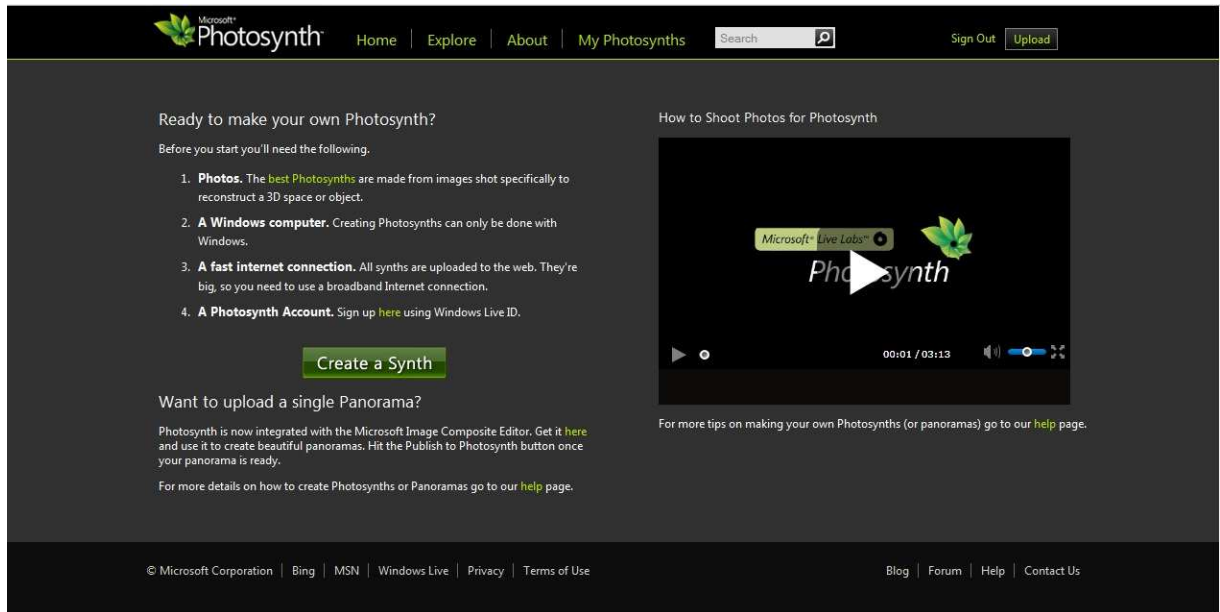 Microsoft®
Photosynth™
Home | Explore | About | My Photosynths
Search
Sign Out
Upload
Ready to make your own Photosynth?
Before you start you'll need the following.
1. Photos. The best Photosynths are made from images shot specifically to
reconstruct a 3D space or object.
2. A Windows computer. Creating Photosynths can only be done with
Windows.
3. A fast internet connection. All synths are uploaded to the web. They're
big, so you need to use a broadband Internet connection.
4. A Photosynth Account. Sign up here using Windows Live ID.
Create a Synth
Want to upload a single Panorama?
Photosynth is now integrated with the Microsoft Image Composite Editor. Get it here
and use it to create beautiful panoramas. Hit the Publish to Photosynth button once
your panorama is ready.
For more details on how to create Photosynths or Panoramas go to our help page.
How to Shoot Photos for Photosynth
Microsoft® Live Labs™
Photosynth
00:01 / 03:13
For more tips on making your own Photosynths (or panoramas) go to our help page.
© Microsoft Corporation | Bing | MSN | Windows Live | Privacy | Terms of Use
Blog | Forum | Help | Contact Us